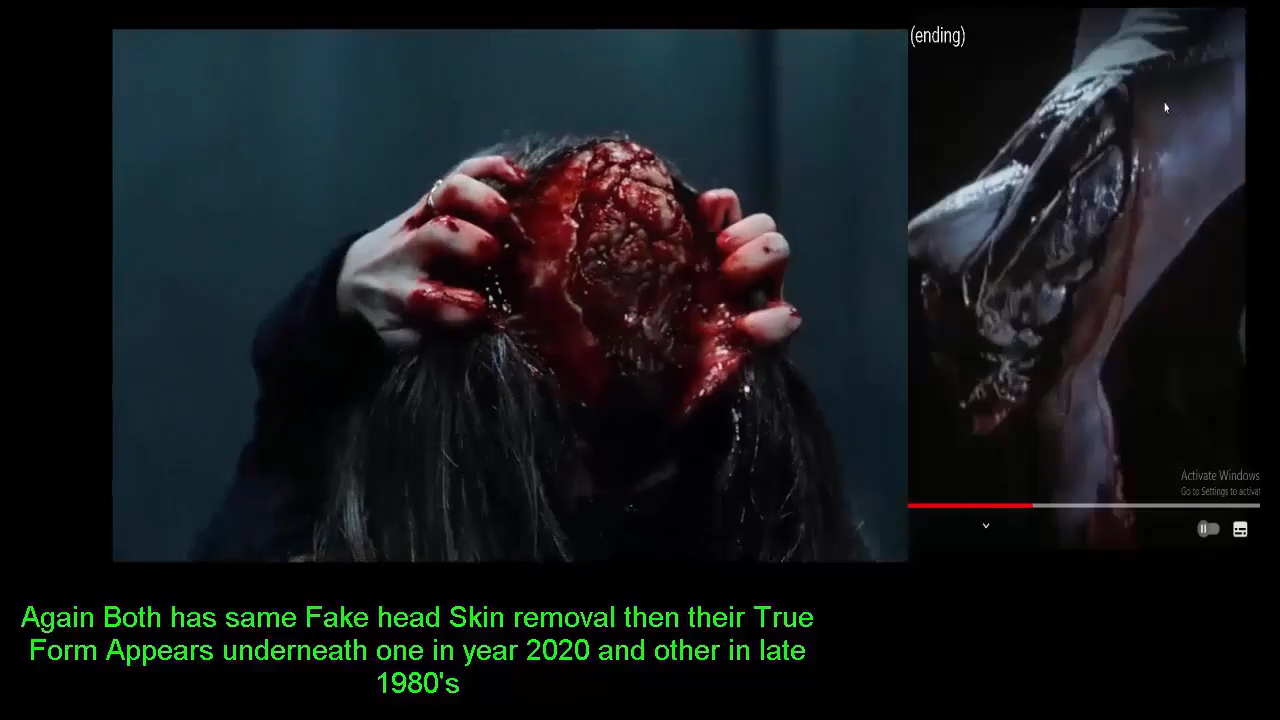 (ending)
Activate Windows
Go to Settings to activat
Again Both has same Fake head Skin removal then their True
Form Appears underneath one in year 2020 and other in late
1980's